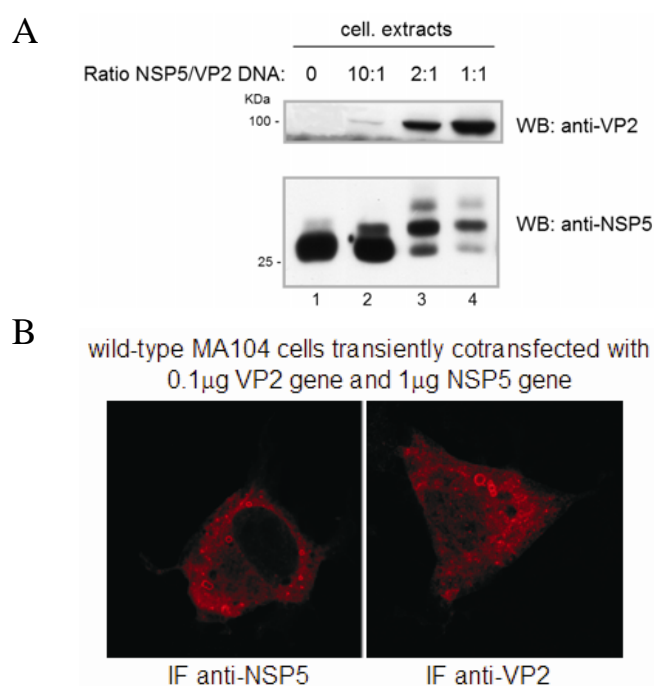 A
cell. extracts
Ratio NSP5/VP2 DNA: 0 10:1 2:1 1:1
KDa
100 -
WB: anti-VP2
WB: anti-NSP5
25 -
1 2 3 4
B
wild-type MA104 cells transiently cotransfected with
0.1µg VP2 gene and 1µg NSP5 gene
IF anti-NSP5 IF anti-VP2